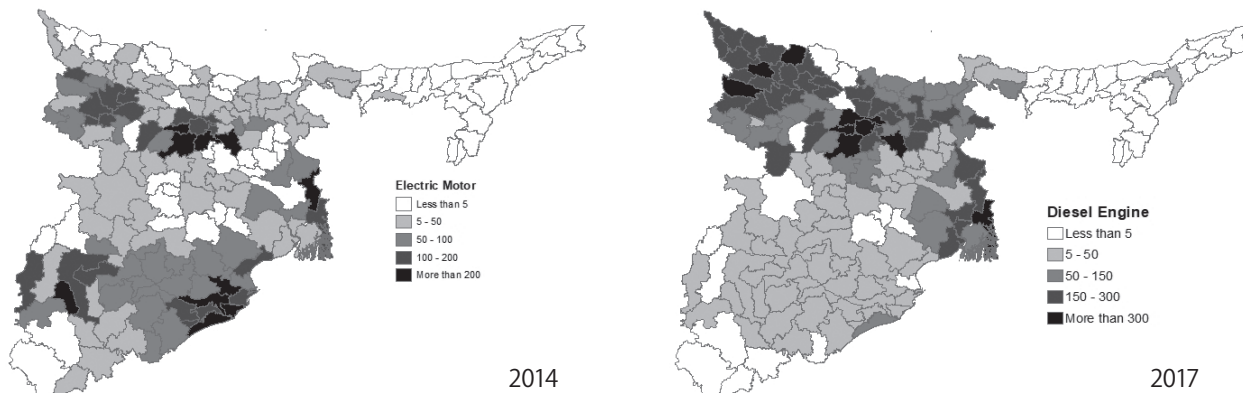 Electric Motor
Less than 5
5 - 50
50 - 100
100 - 200
More than 200
2014
Diesel Engine
Less than 5
5 - 50
50 - 150
150 - 300
More than 300
2017